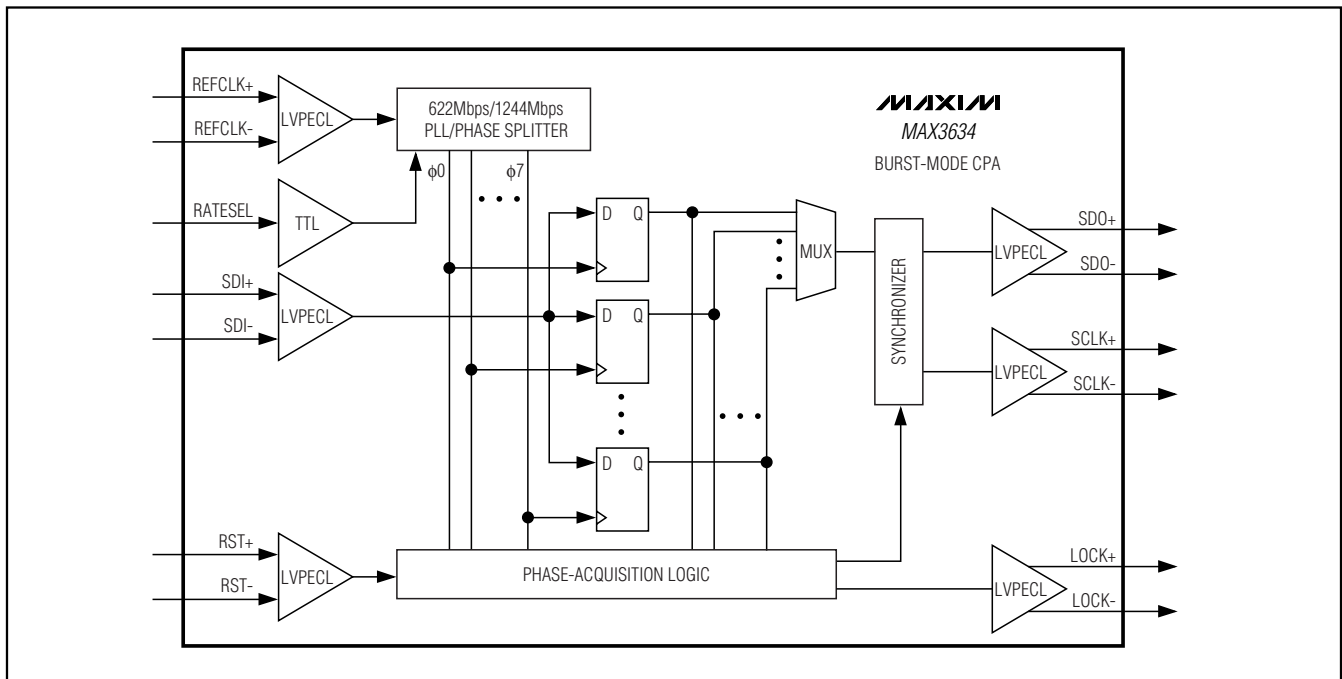 REFCLK+
REFCLK-
LVPECL
622Mbps/1244Mbps
PLL/PHASE SPLITTER
MAXIM
MAX3634
BURST-MODE CPA
RATESEL
TTL
ϕ0
ϕ7
SDI+
SDI-
LVPECL
D Q
D Q
D Q
MUX
SYNCHRONIZER
LVPECL
SDO+
SDO-
LVPECL
SCLK+
SCLK-
RST+
RST-
LVPECL
PHASE-ACQUISITION LOGIC
LVPECL
LOCK+
LOCK-